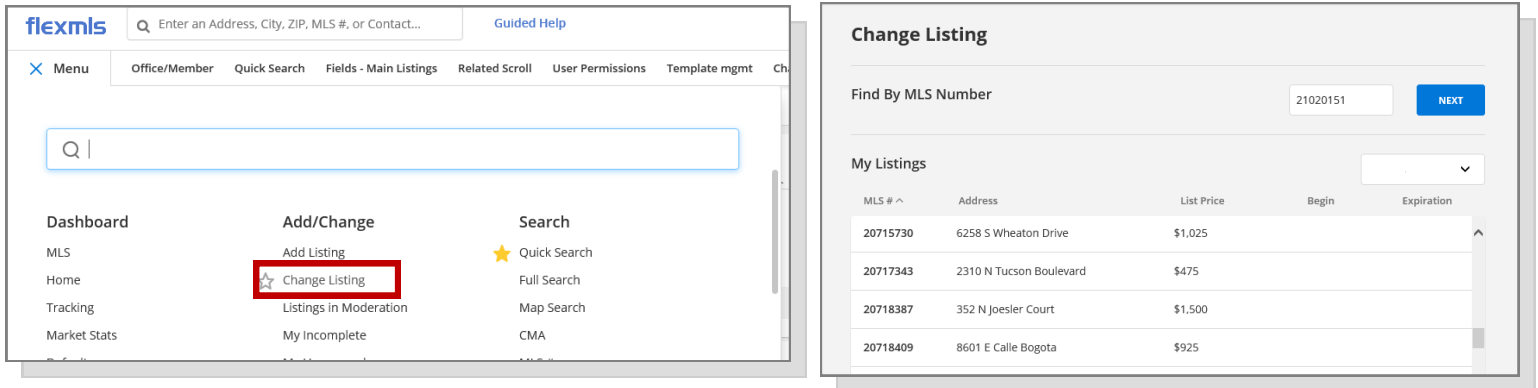 flexmls
Enter an Address, City, ZIP, MLS #, or Contact...
Guided Help
Menu
Office/Member
Quick Search
Fields - Main Listings
Related Scroll
User Permissions
Template mgmt
Dashboard
MLS
Home
Tracking
Market Stats
Add/Change
Add Listing
Change Listing
Listings in Moderation
My Incomplete
Search
Quick Search
Full Search
Map Search
CMA
Change Listing
Find By MLS Number
21020151
NEXT
My Listings
MLS # Address List Price Begin Expiration
20715730 6258 S Wheaton Drive $1,025
20717343 2310 N Tucson Boulevard $475
20718387 352 N Joesler Court $1,500
20718409 8601 E Calle Bogota $925